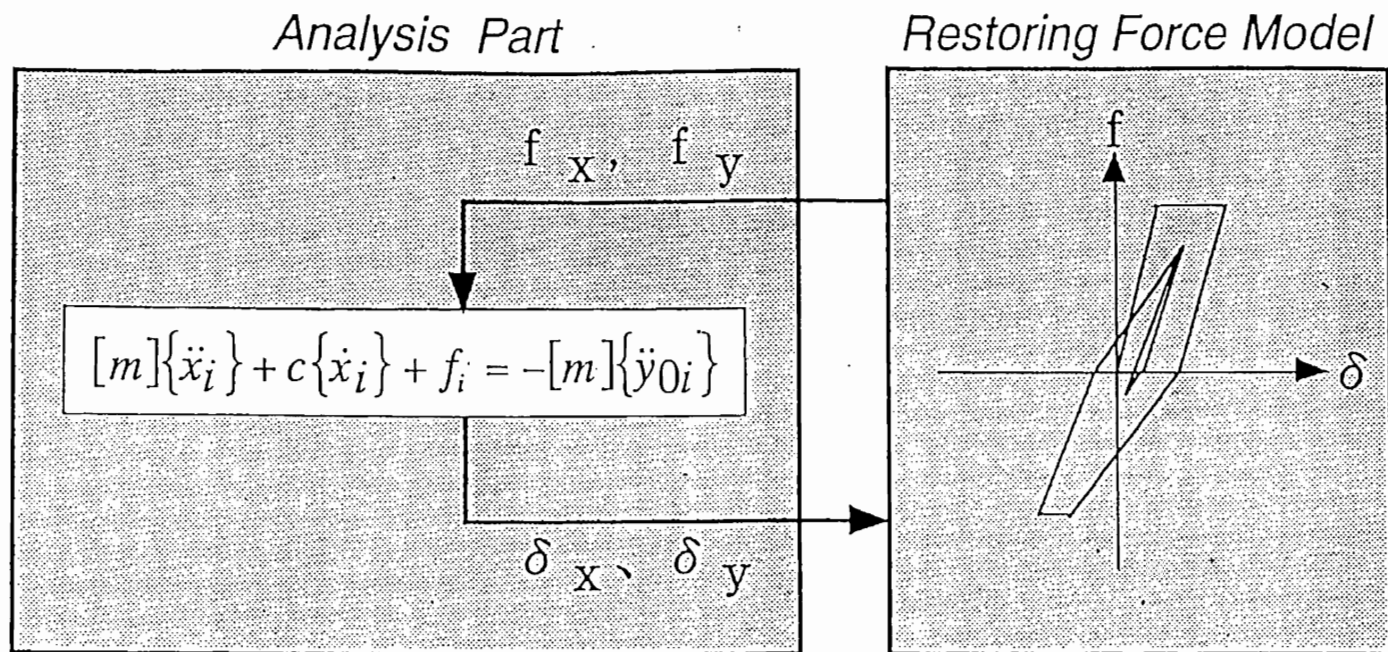 Analysis Part
Restoring Force Model
f x, f y
[m]{ẍi} + c{ẋi} + fi = -[m]{ÿ0i}
δ x、δ y
f
δ